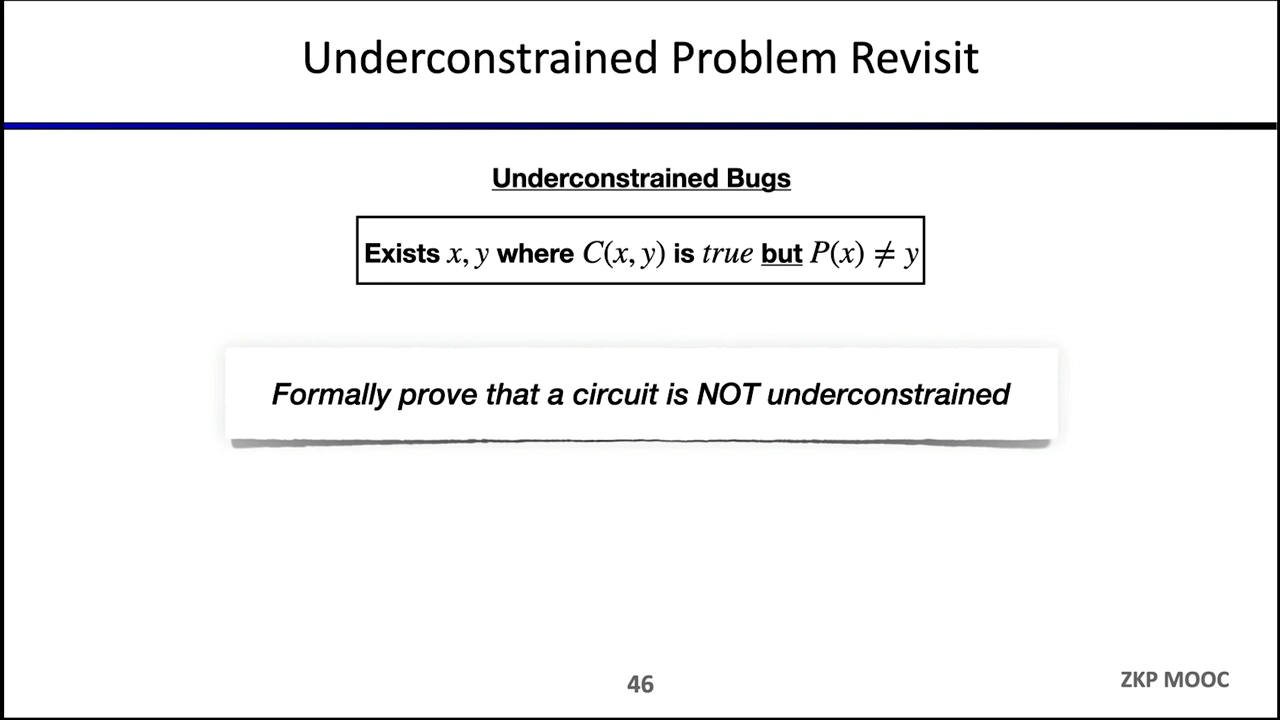 Underconstrained Problem Revisit
Underconstrained Bugs
Exists x, y where C(x, y) is true but P(x) ≠ y
Formally prove that a circuit is NOT underconstrained
46
ZKP MOOC